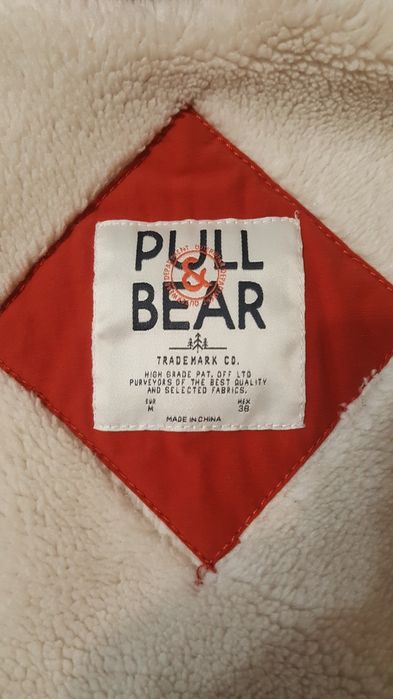 PULL
&
BEAR
TRADEMARK CO.
HIGH GRADE PAT. OFF LTD
PURVEYORS OF THE BEST QUALITY
AND SELECTED FABRICS.
EUR MEX
M 38
MADE IN CHINA